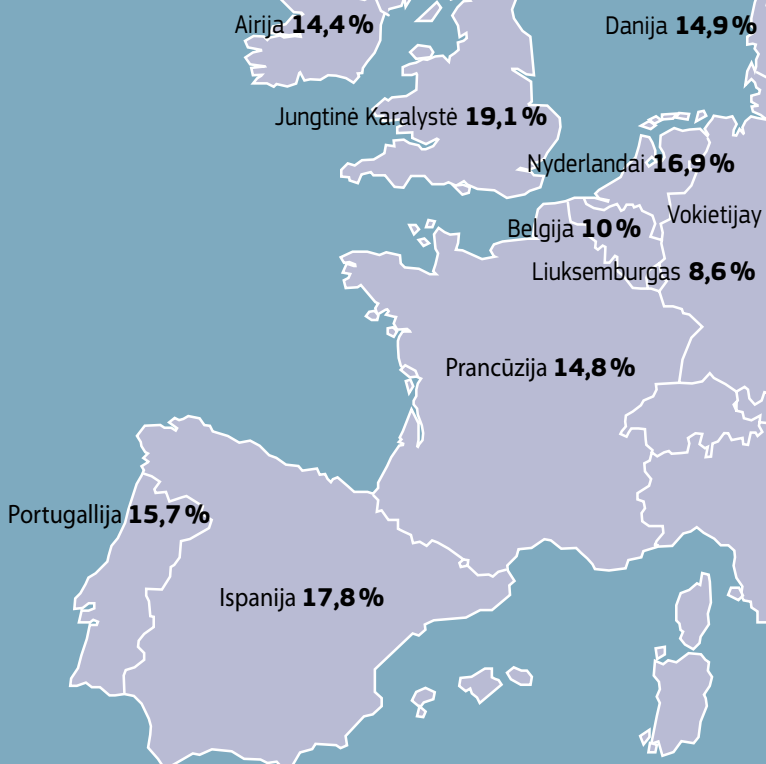 Airija 14,4 %
Danija 14,9 %
Jungtinė Karalystė 19,1 %
Nyderlandai 16,9 %
Vokietijay
Belgija 10 %
Liuksemburgas 8,6 %
Prancūzija 14,8 %
Portugallija 15,7 %
Ispanija 17,8 %